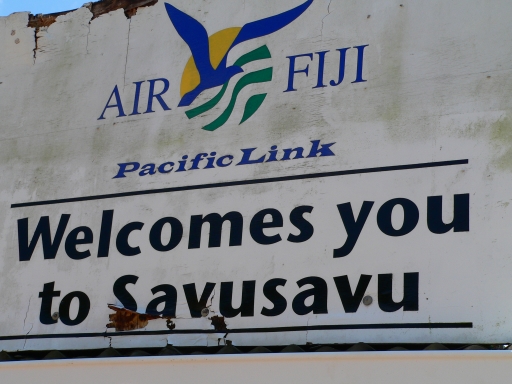 AIR FIJI
Pacific Link
Welcomes you
to Savusavu